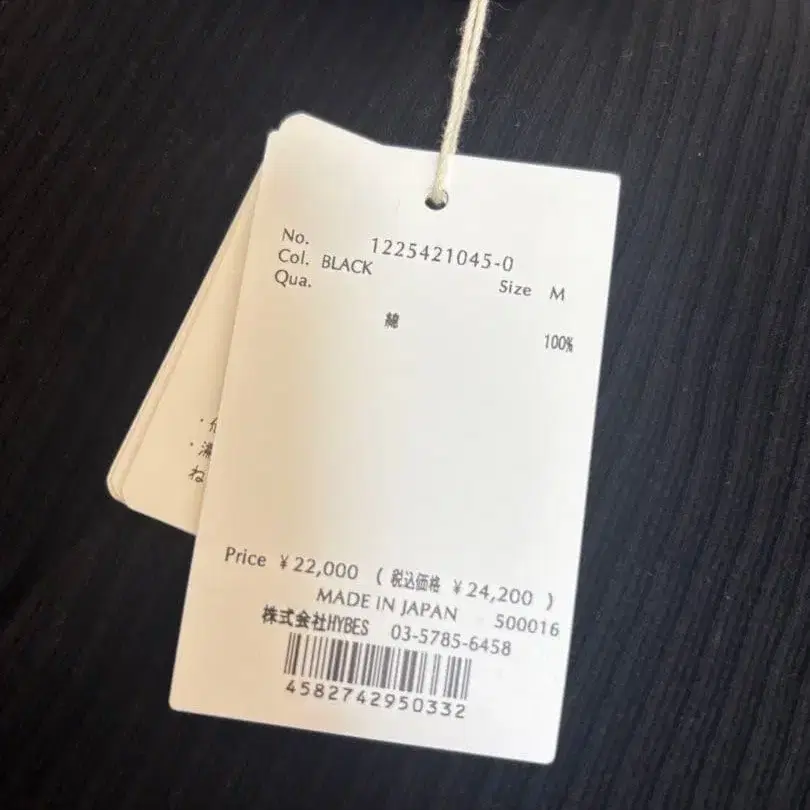 No. 1225421045-0
Col. BLACK
Size M
Qua.
綿 100%
Price ¥22,000 ( 税込価格 ¥24,200 )
MADE IN JAPAN 500016
株式会社HYBES 03-5785-6458
4582742950332
ね